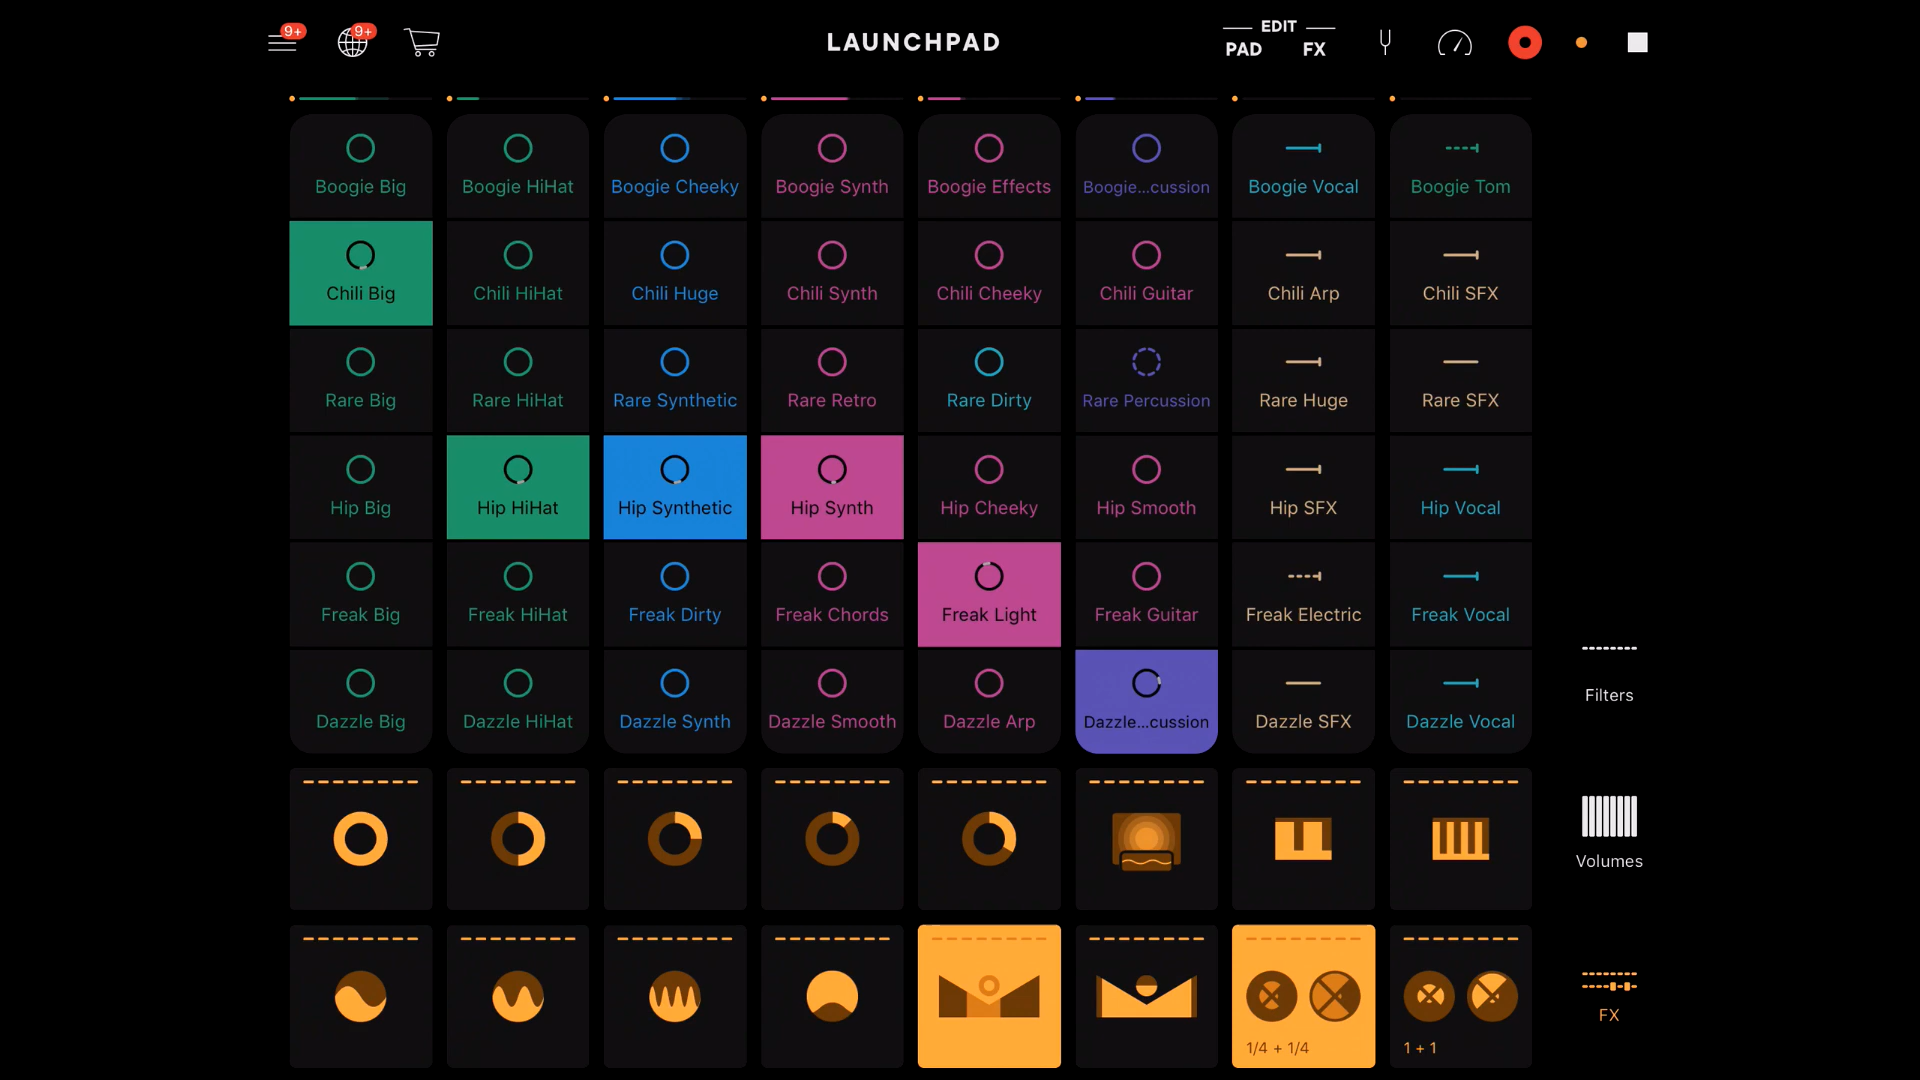 9+
9+
LAUNCHPAD
EDIT
PAD FX
Boogie Big
Boogie HiHat
Boogie Cheeky
Boogie Synth
Boogie Effects
Boogie...cussion
Boogie Vocal
Boogie Tom
Chili Big
Chili HiHat
Chili Huge
Chili Synth
Chili Cheeky
Chili Guitar
Chili Arp
Chili SFX
Rare Big
Rare HiHat
Rare Synthetic
Rare Retro
Rare Dirty
Rare Percussion
Rare Huge
Rare SFX
Hip Big
Hip HiHat
Hip Synthetic
Hip Synth
Hip Cheeky
Hip Smooth
Hip SFX
Hip Vocal
Freak Big
Freak HiHat
Freak Dirty
Freak Chords
Freak Light
Freak Guitar
Freak Electric
Freak Vocal
Dazzle Big
Dazzle HiHat
Dazzle Synth
Dazzle Smooth
Dazzle Arp
Dazzle...cussion
Dazzle SFX
Dazzle Vocal
Filters
Volumes
FX
1/4 + 1/4
1 + 1